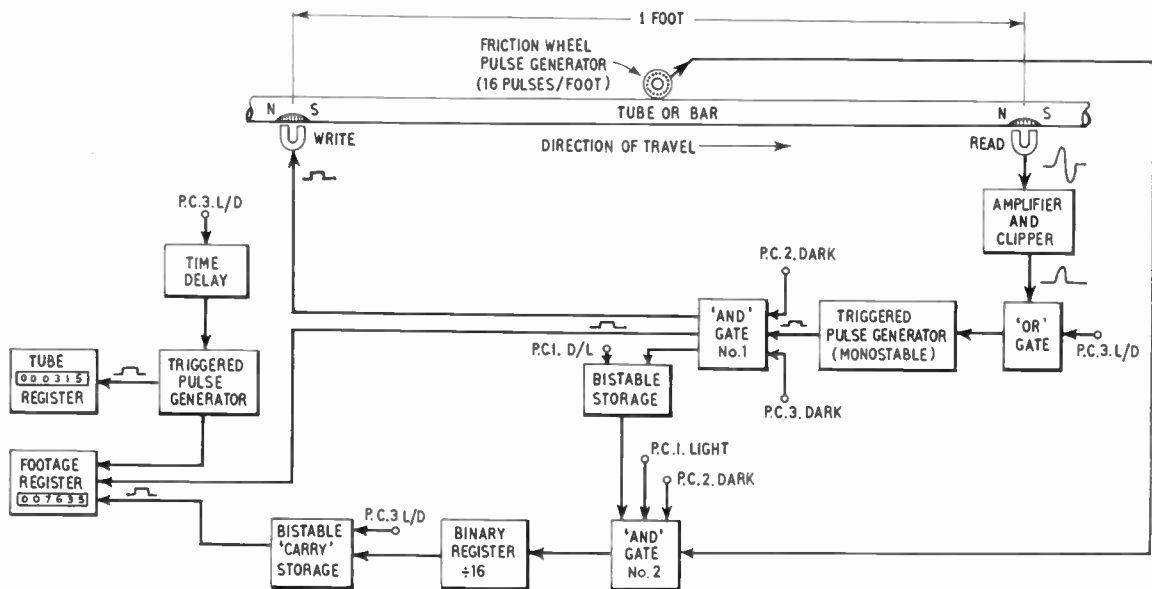 1 FOOT
FRICTION WHEEL
PULSE GENERATOR
(16 PULSES/FOOT)
N S
TUBE OR BAR
N S
WRITE
DIRECTION OF TRAVEL
READ
P.C.3. L/D
AMPLIFIER
AND
CLIPPER
TIME
DELAY
P.C.2. DARK
'AND'
GATE
No.1
TRIGGERED
PULSE GENERATOR
(MONOSTABLE)
'OR'
GATE
P.C.3. L/D
TUBE
000315
REGISTER
TRIGGERED
PULSE
GENERATOR
P.C.1. D/L
BISTABLE
STORAGE
P.C.3. DARK
FOOTAGE
REGISTER
007635
P.C.1. LIGHT
P.C.2. DARK
P.C.3 L/D
BISTABLE
'CARRY'
STORAGE
BINARY
REGISTER
÷16
'AND'
GATE
No.2